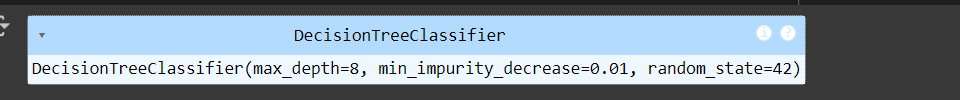 DecisionTreeClassifier
i ?
DecisionTreeClassifier(max_depth=8, min_impurity_decrease=0.01, random_state=42)